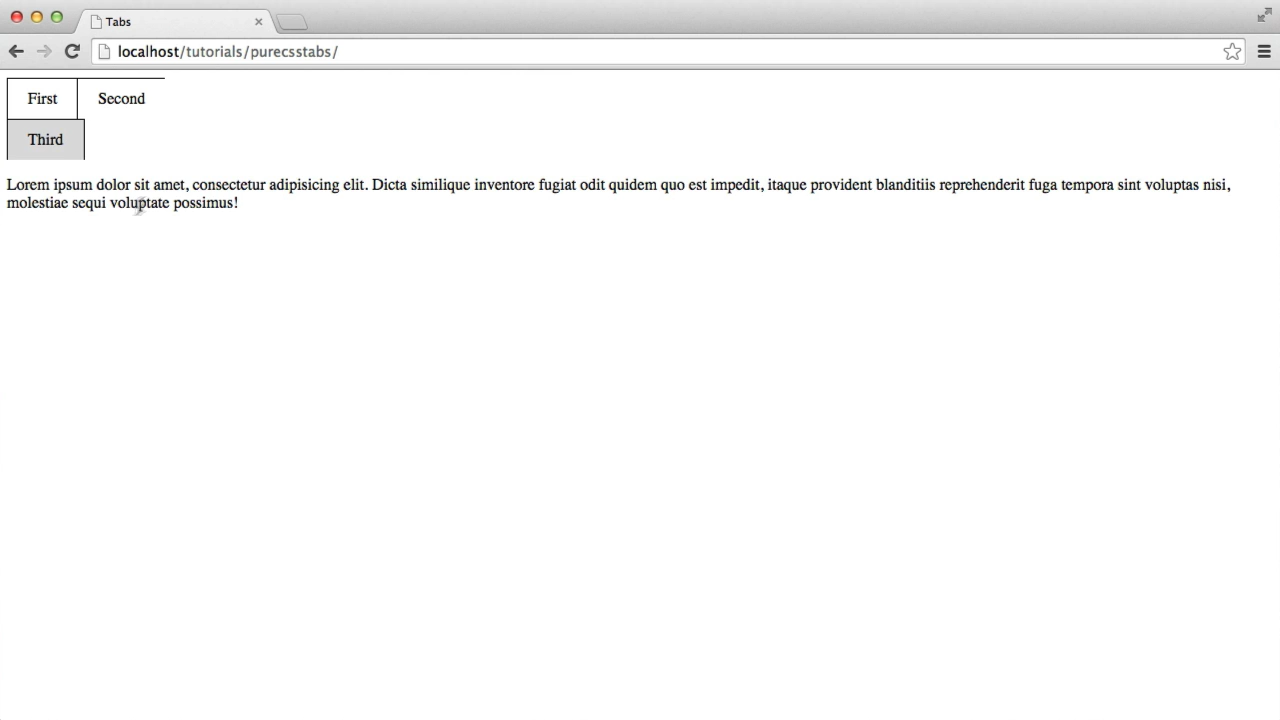 Tabs
localhost/tutorials/purecsstabs/
First Second
Third
Lorem ipsum dolor sit amet, consectetur adipisicing elit. Dicta similique inventore fugiat odit quidem quo est impedit, itaque provident blanditiis reprehenderit fuga tempora sint voluptas nisi,
molestiae sequi voluptate possimus!